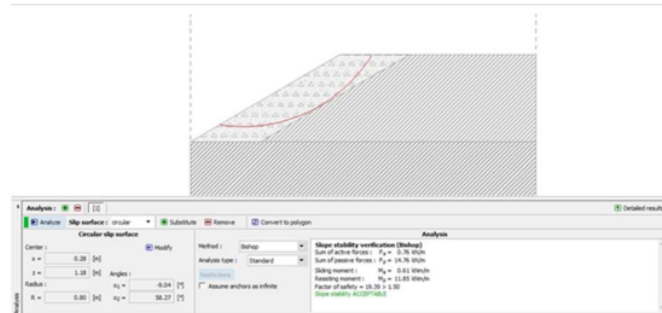 Analysis : [1] Detailed results
Analyze Slip surface : circular Substitute Remove Convert to polygon
Circular slip surface Analysis
Center : Modify Method : Bishop Slope stability verification (Bishop)
x = 0.28 [m] Analysis type : Standard Sum of active forces : Fa = 0.76 kN/m
z = 1.18 [m] Angles : Restrictions Sum of passive forces : Fp = 14.76 kN/m
Radius : α1 = -9.04 [°] Assume anchors as infinite Sliding moment : Ma = 0.61 kNm/m
R = 0.80 [m] α2 = 58.27 [°] Resisting moment : Mp = 11.85 kNm/m
Factor of safety = 19.39 > 1.50
Slope stability ACCEPTABLE
Analysis